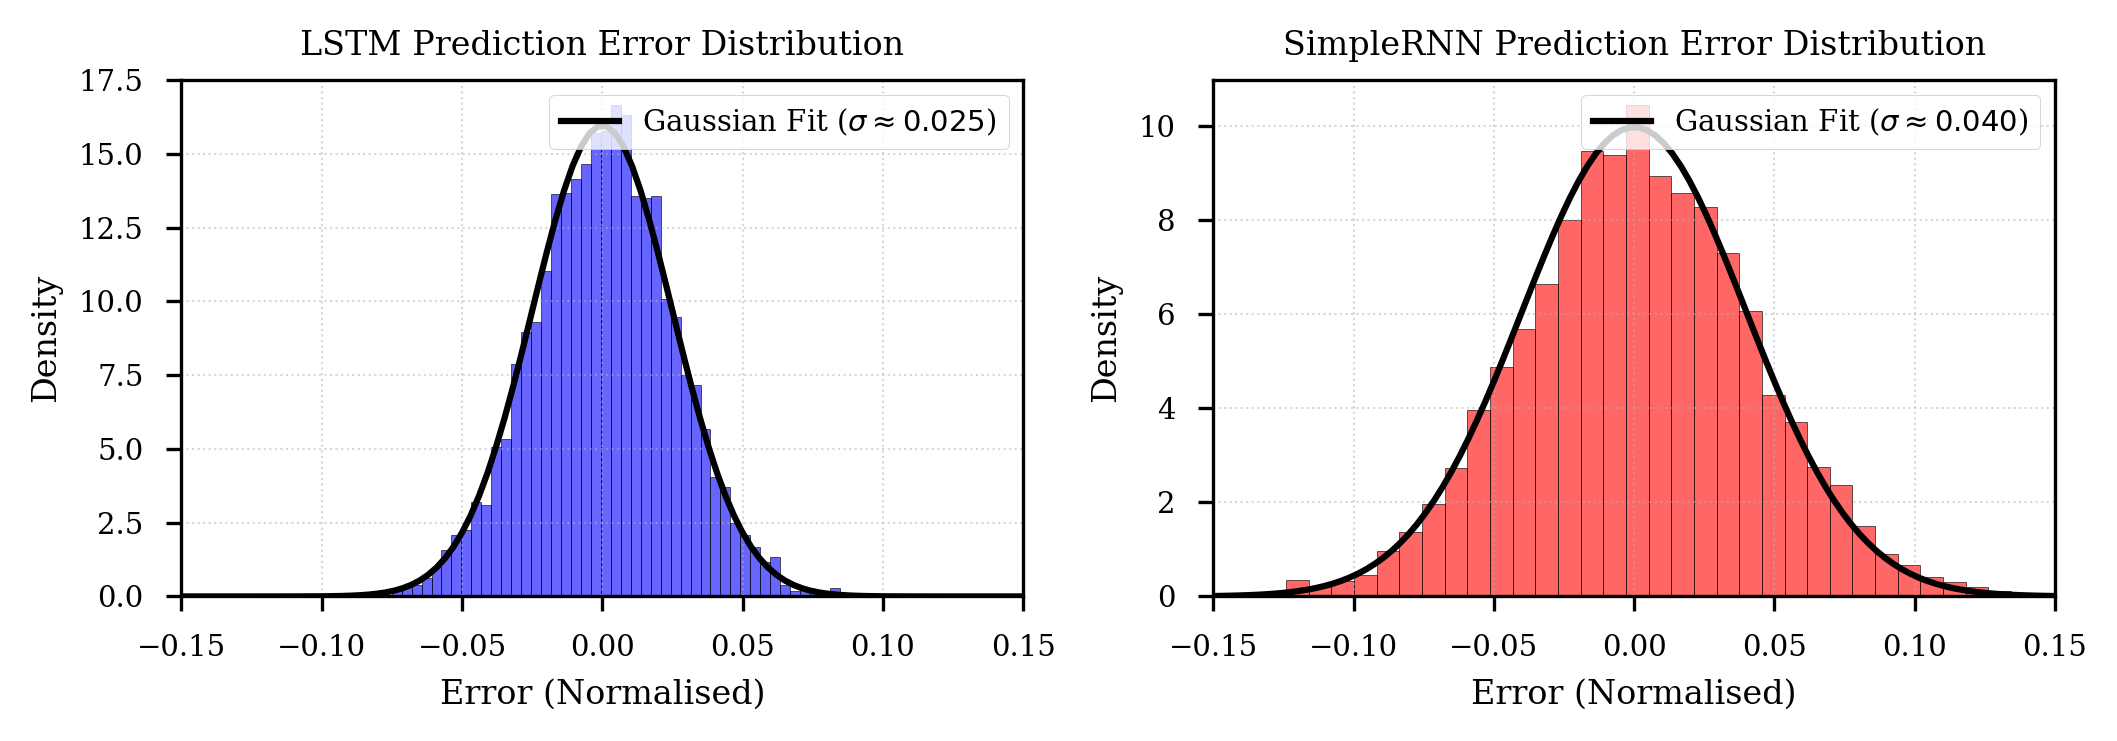 LSTM Prediction Error Distribution
17.5
15.0
12.5
10.0
7.5
5.0
2.5
0.0
Density
Gaussian Fit (σ ≈ 0.025)
−0.15 −0.10 −0.05 0.00 0.05 0.10 0.15
Error (Normalised)
SimpleRNN Prediction Error Distribution
10
8
6
4
2
0
Density
Gaussian Fit (σ ≈ 0.040)
−0.15 −0.10 −0.05 0.00 0.05 0.10 0.15
Error (Normalised)